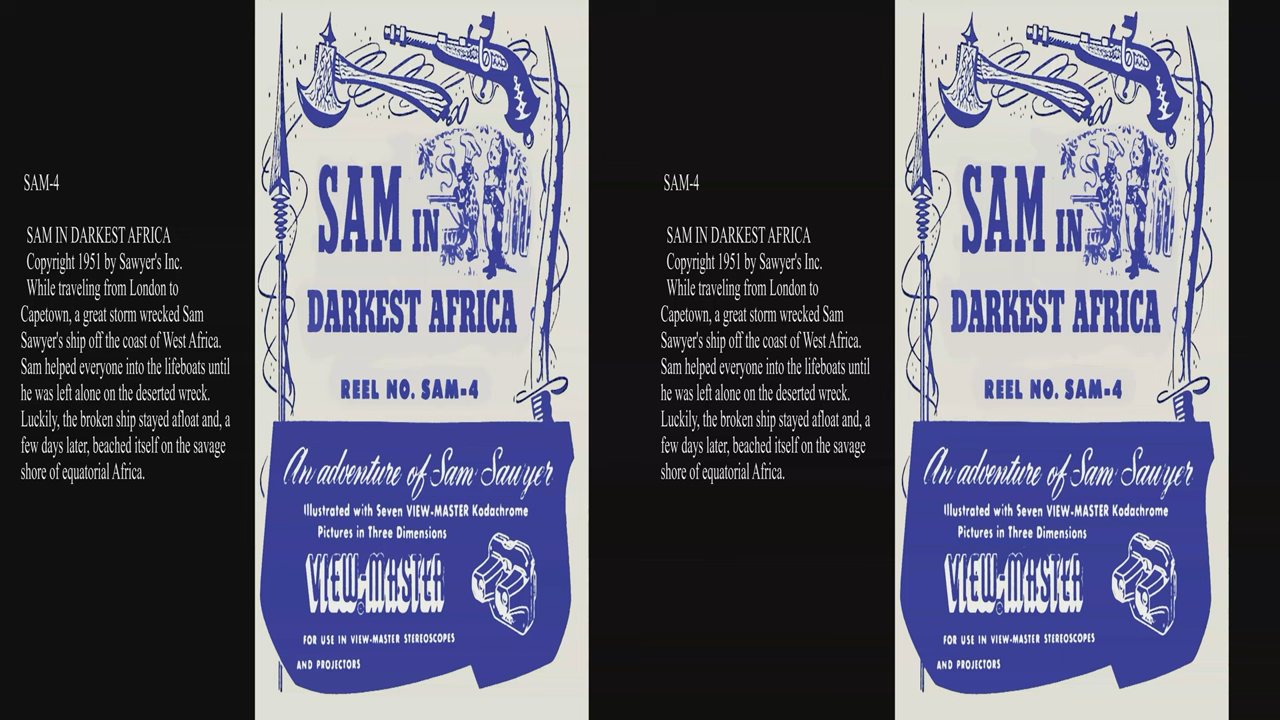 SAM-4
SAM IN DARKEST AFRICA
Copyright 1951 by Sawyer's Inc.
While traveling from London to
Capetown, a great storm wrecked Sam
Sawyer's ship off the coast of West Africa.
Sam helped everyone into the lifeboats until
he was left alone on the deserted wreck.
Luckily, the broken ship stayed afloat and, a
few days later, beached itself on the savage
shore of equatorial Africa.
SAM IN
DARKEST AFRICA
REEL NO. SAM-4
An adventure of Sam Sawyer
Illustrated with Seven VIEW-MASTER Kodachrome
Pictures in Three Dimensions
VIEW-MASTER
FOR USE IN VIEW-MASTER STEREOSCOPES
AND PROJECTORS
SAM-4
SAM IN DARKEST AFRICA
Copyright 1951 by Sawyer's Inc.
While traveling from London to
Capetown, a great storm wrecked Sam
Sawyer's ship off the coast of West Africa.
Sam helped everyone into the lifeboats until
he was left alone on the deserted wreck.
Luckily, the broken ship stayed afloat and, a
few days later, beached itself on the savage
shore of equatorial Africa.
SAM IN
DARKEST AFRICA
REEL NO. SAM-4
An adventure of Sam Sawyer
Illustrated with Seven VIEW-MASTER Kodachrome
Pictures in Three Dimensions
VIEW-MASTER
FOR USE IN VIEW-MASTER STEREOSCOPES
AND PROJECTORS